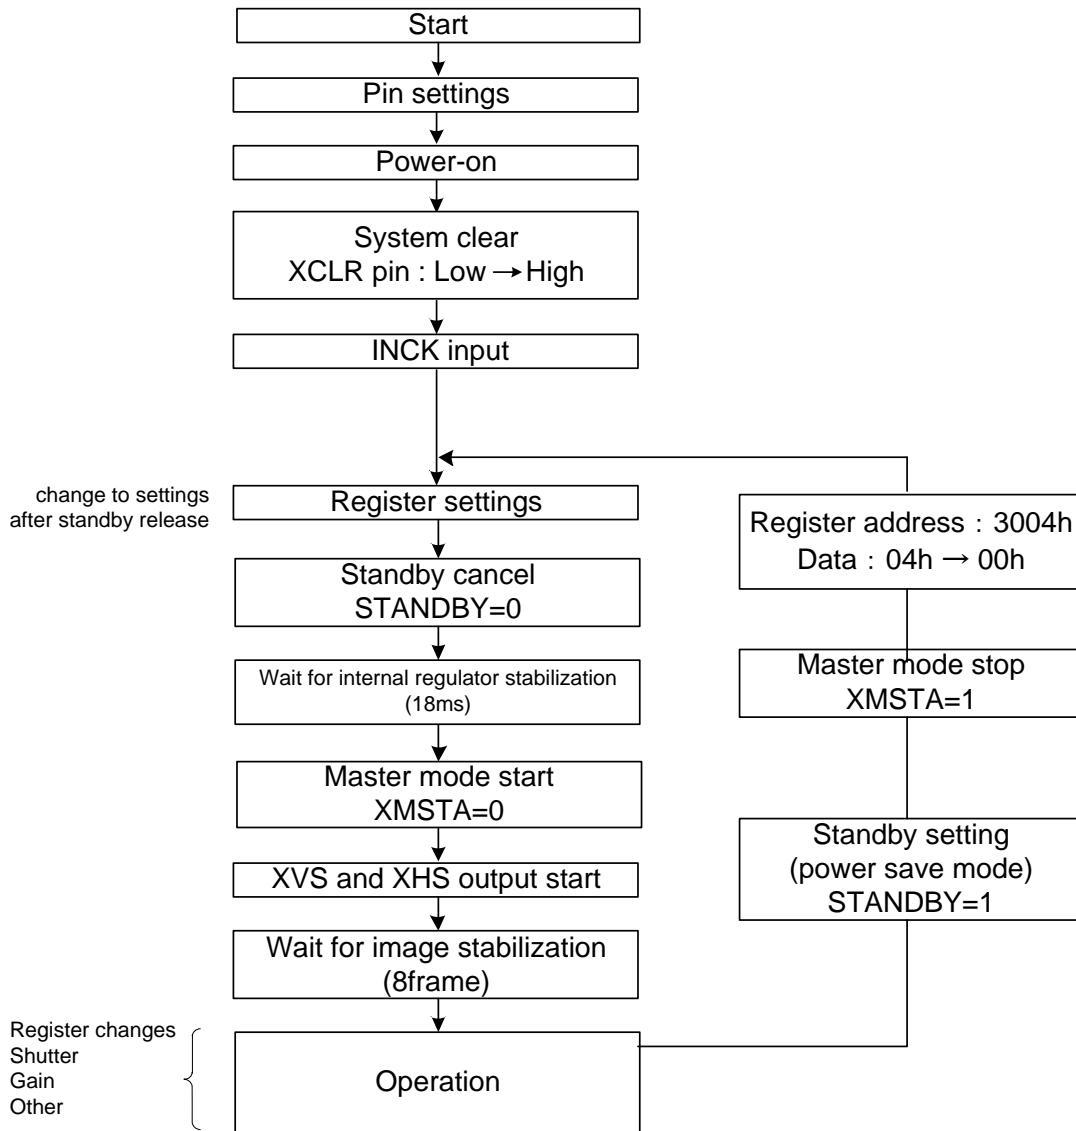 Start
Pin settings
Power-on
System clear
XCLR pin : Low → High
INCK input
change to settings
after standby release
Register settings
Standby cancel
STANDBY=0
Wait for internal regulator stabilization
(18ms)
Master mode start
XMSTA=0
XVS and XHS output start
Wait for image stabilization
(8frame)
Register changes
Shutter
Gain
Other
Operation
Register address : 3004h
Data : 04h → 00h
Master mode stop
XMSTA=1
Standby setting
(power save mode)
STANDBY=1